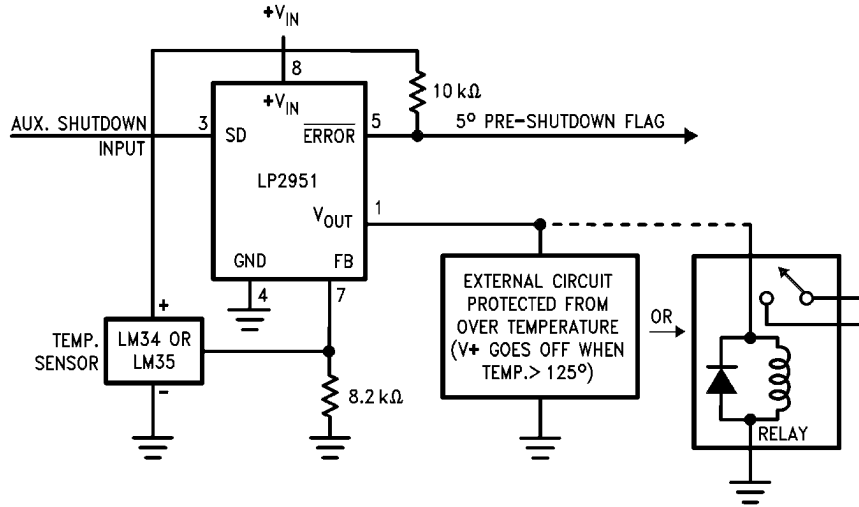 +VIN
8
+VIN
10 kΩ
AUX. SHUTDOWN
INPUT
3
SD
ERROR
5
5º PRE-SHUTDOWN FLAG
LP2951
1
VOUT
GND
FB
4
7
+
TEMP.
SENSOR
LM34 OR
LM35
-
8.2 kΩ
EXTERNAL CIRCUIT
PROTECTED FROM
OVER TEMPERATURE
(V+ GOES OFF WHEN
TEMP.> 125º)
OR
RELAY